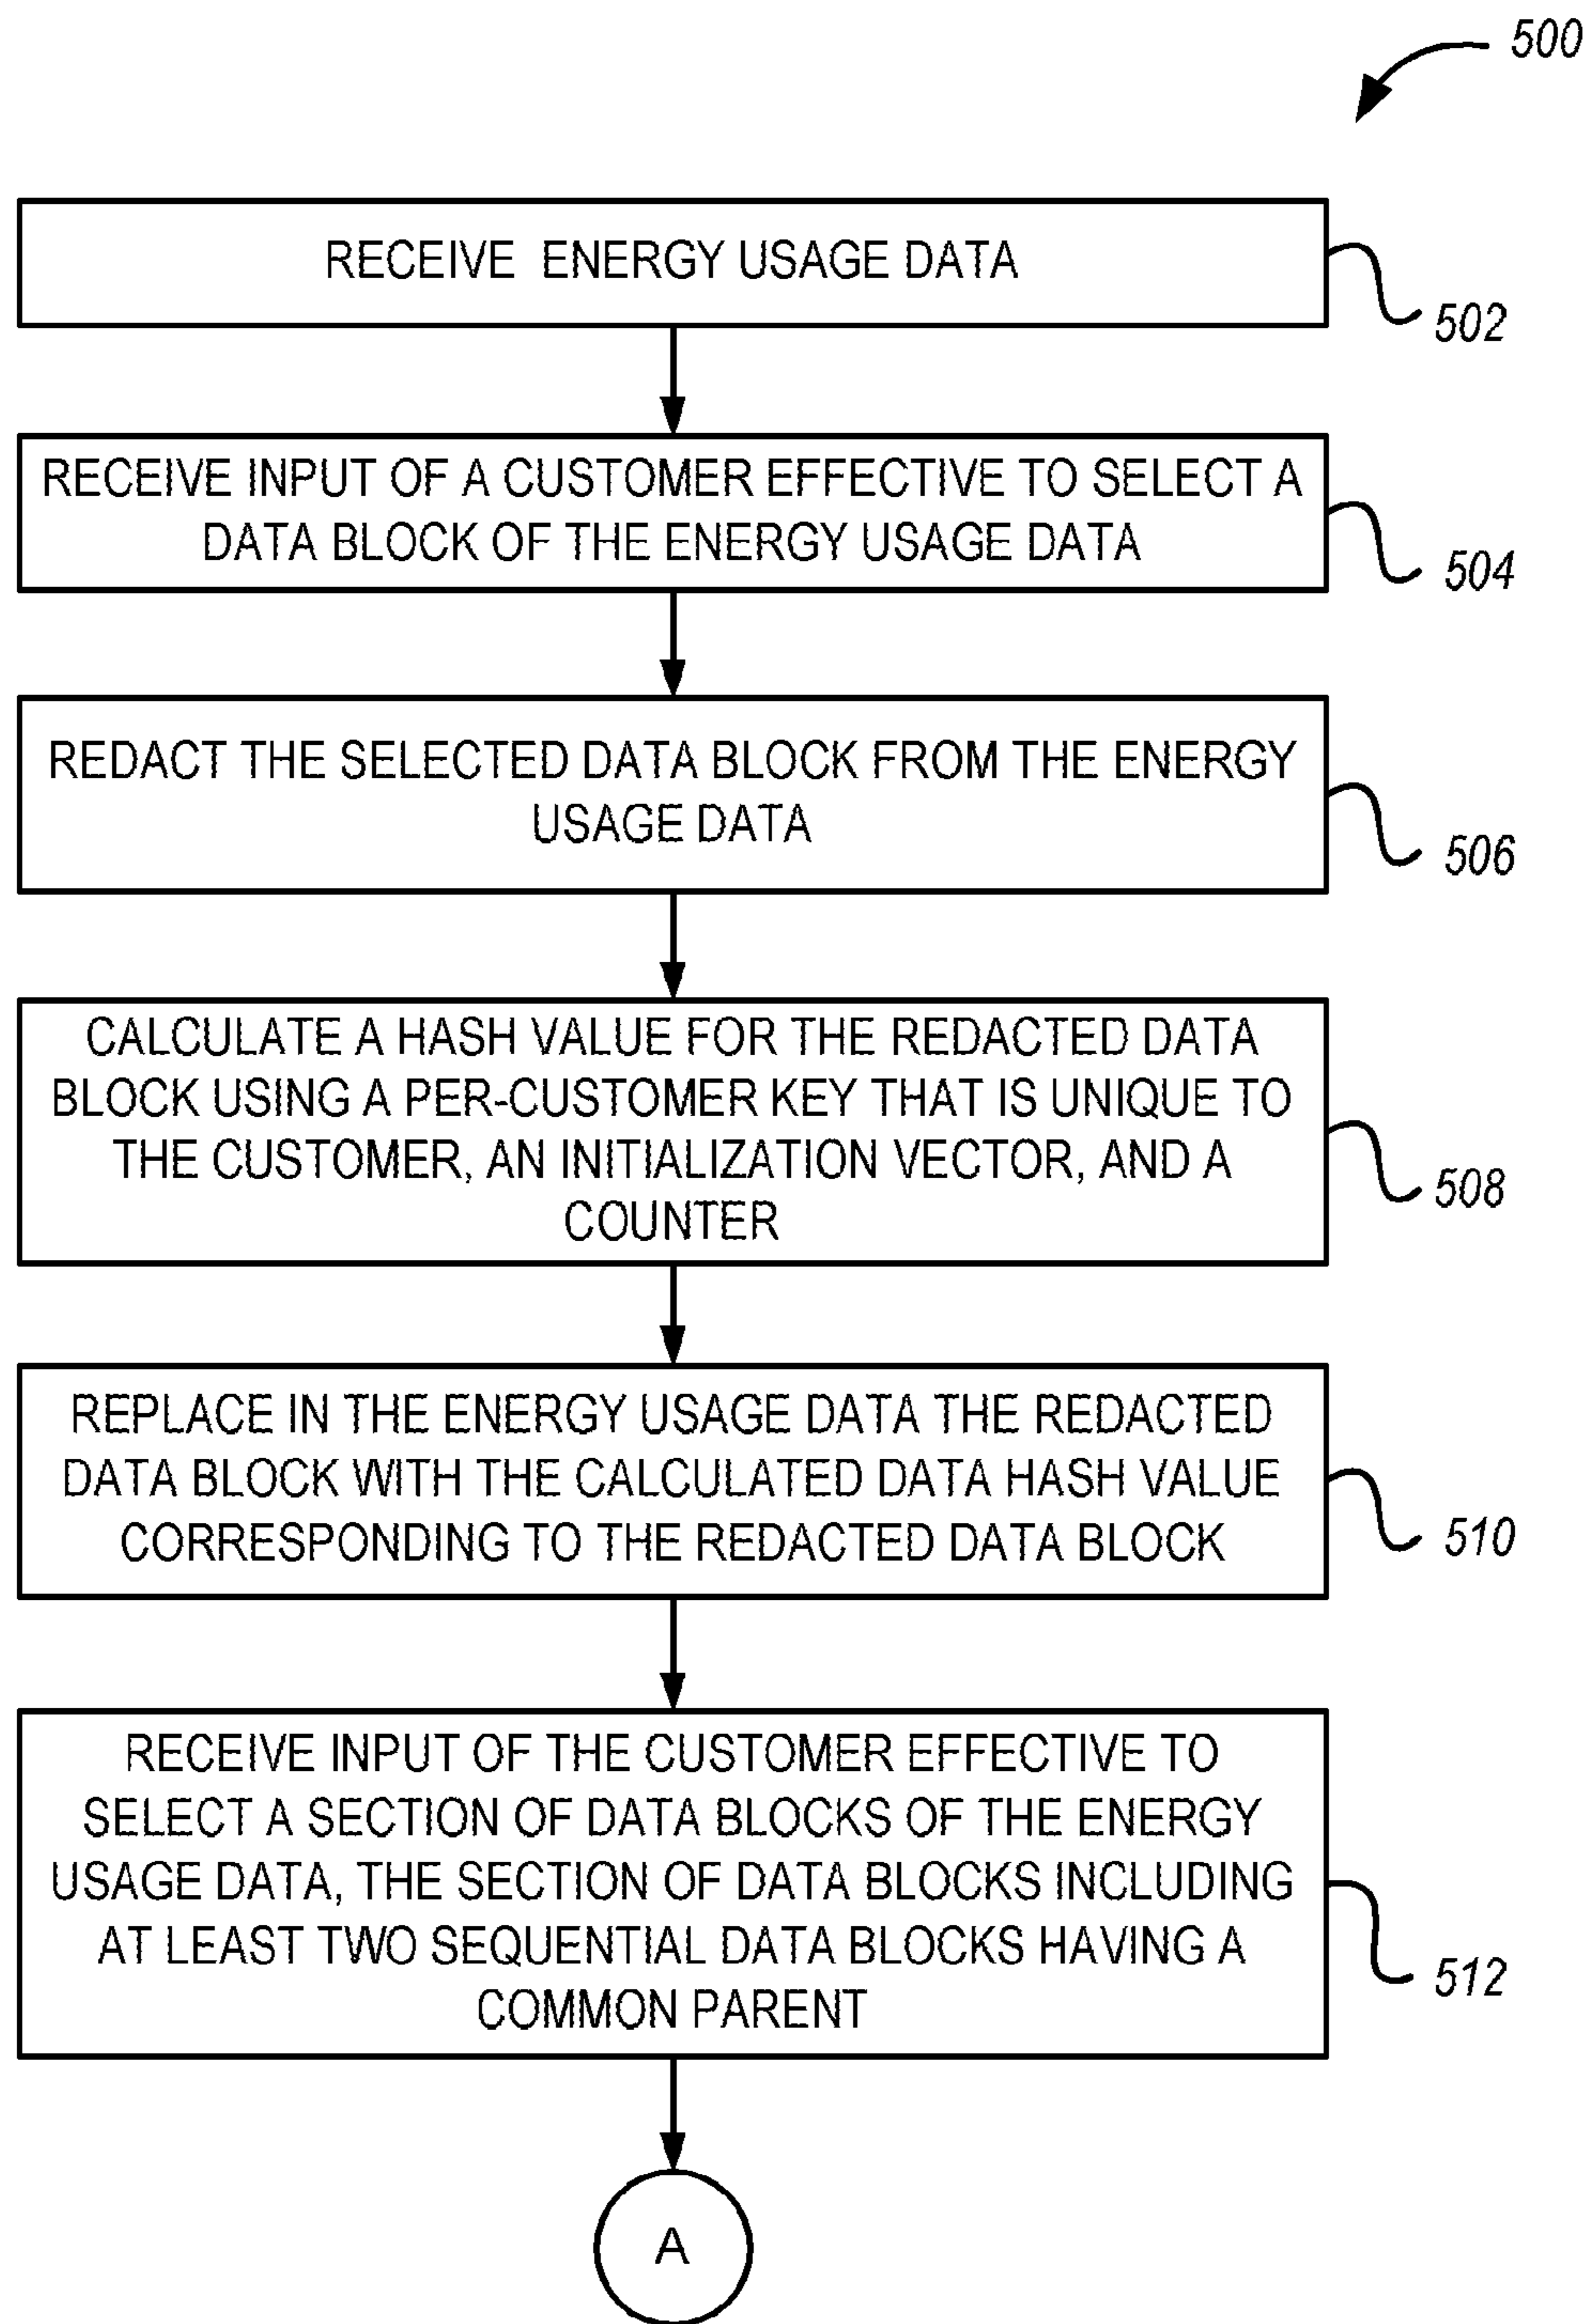 500
RECEIVE ENERGY USAGE DATA
502
RECEIVE INPUT OF A CUSTOMER EFFECTIVE TO SELECT A
DATA BLOCK OF THE ENERGY USAGE DATA
504
REDACT THE SELECTED DATA BLOCK FROM THE ENERGY
USAGE DATA
506
CALCULATE A HASH VALUE FOR THE REDACTED DATA
BLOCK USING A PER-CUSTOMER KEY THAT IS UNIQUE TO
THE CUSTOMER, AN INITIALIZATION VECTOR, AND A
COUNTER
508
REPLACE IN THE ENERGY USAGE DATA THE REDACTED
DATA BLOCK WITH THE CALCULATED DATA HASH VALUE
CORRESPONDING TO THE REDACTED DATA BLOCK
510
RECEIVE INPUT OF THE CUSTOMER EFFECTIVE TO
SELECT A SECTION OF DATA BLOCKS OF THE ENERGY
USAGE DATA, THE SECTION OF DATA BLOCKS INCLUDING
AT LEAST TWO SEQUENTIAL DATA BLOCKS HAVING A
COMMON PARENT
512
A